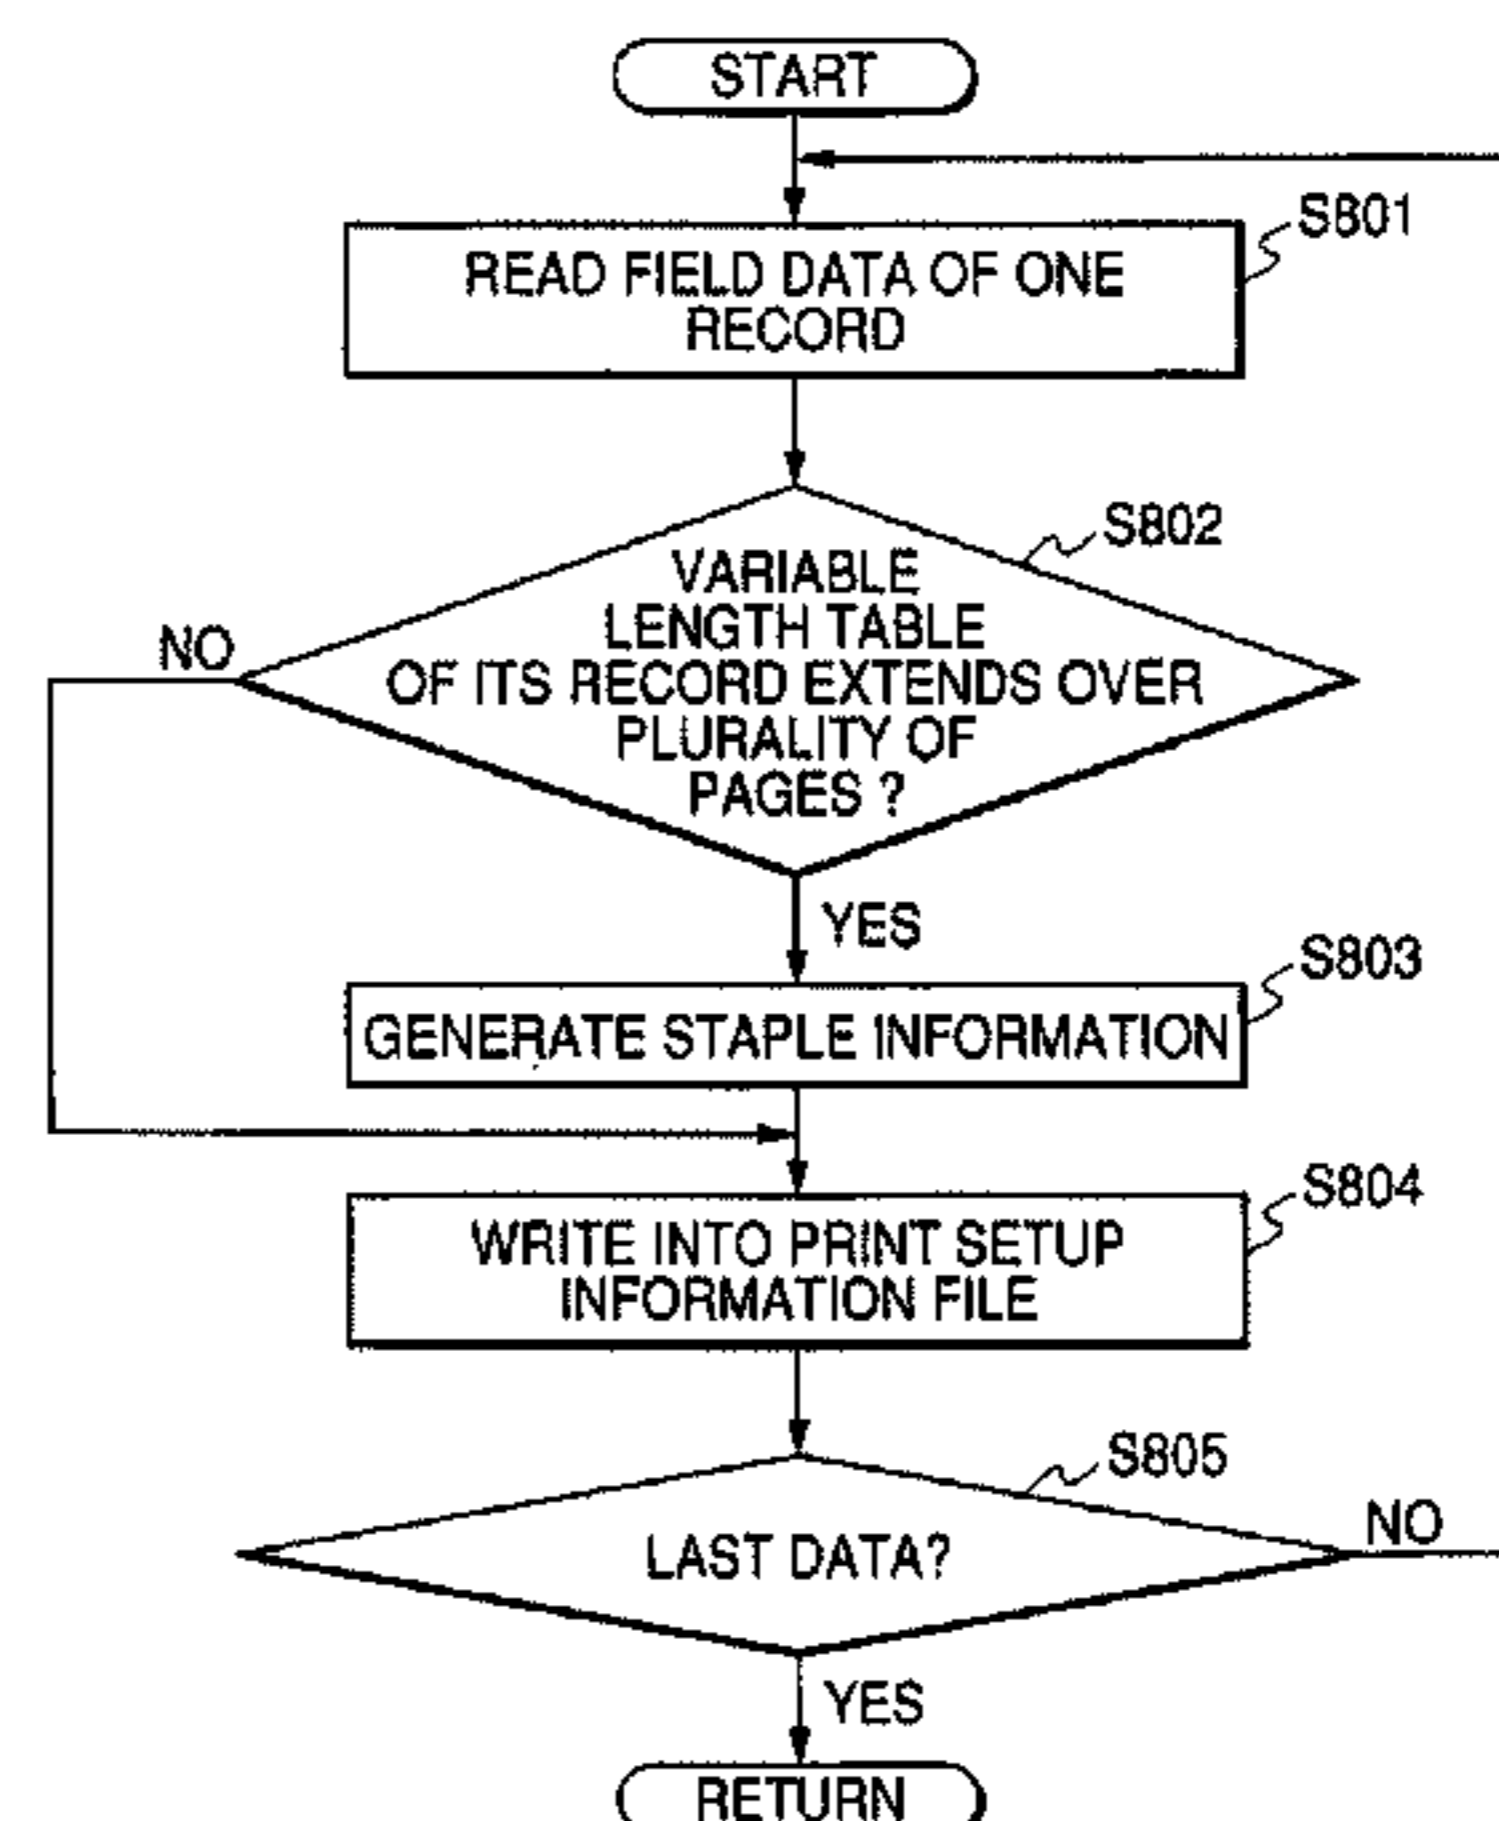 START
S801
READ FIELD DATA OF ONE
RECORD
S802
VARIABLE
LENGTH TABLE
OF ITS RECORD EXTENDS OVER
PLURALITY OF
PAGES ?
NO
YES
S803
GENERATE STAPLE INFORMATION
S804
WRITE INTO PRINT SETUP
INFORMATION FILE
S805
LAST DATA?
NO
YES
RETURN